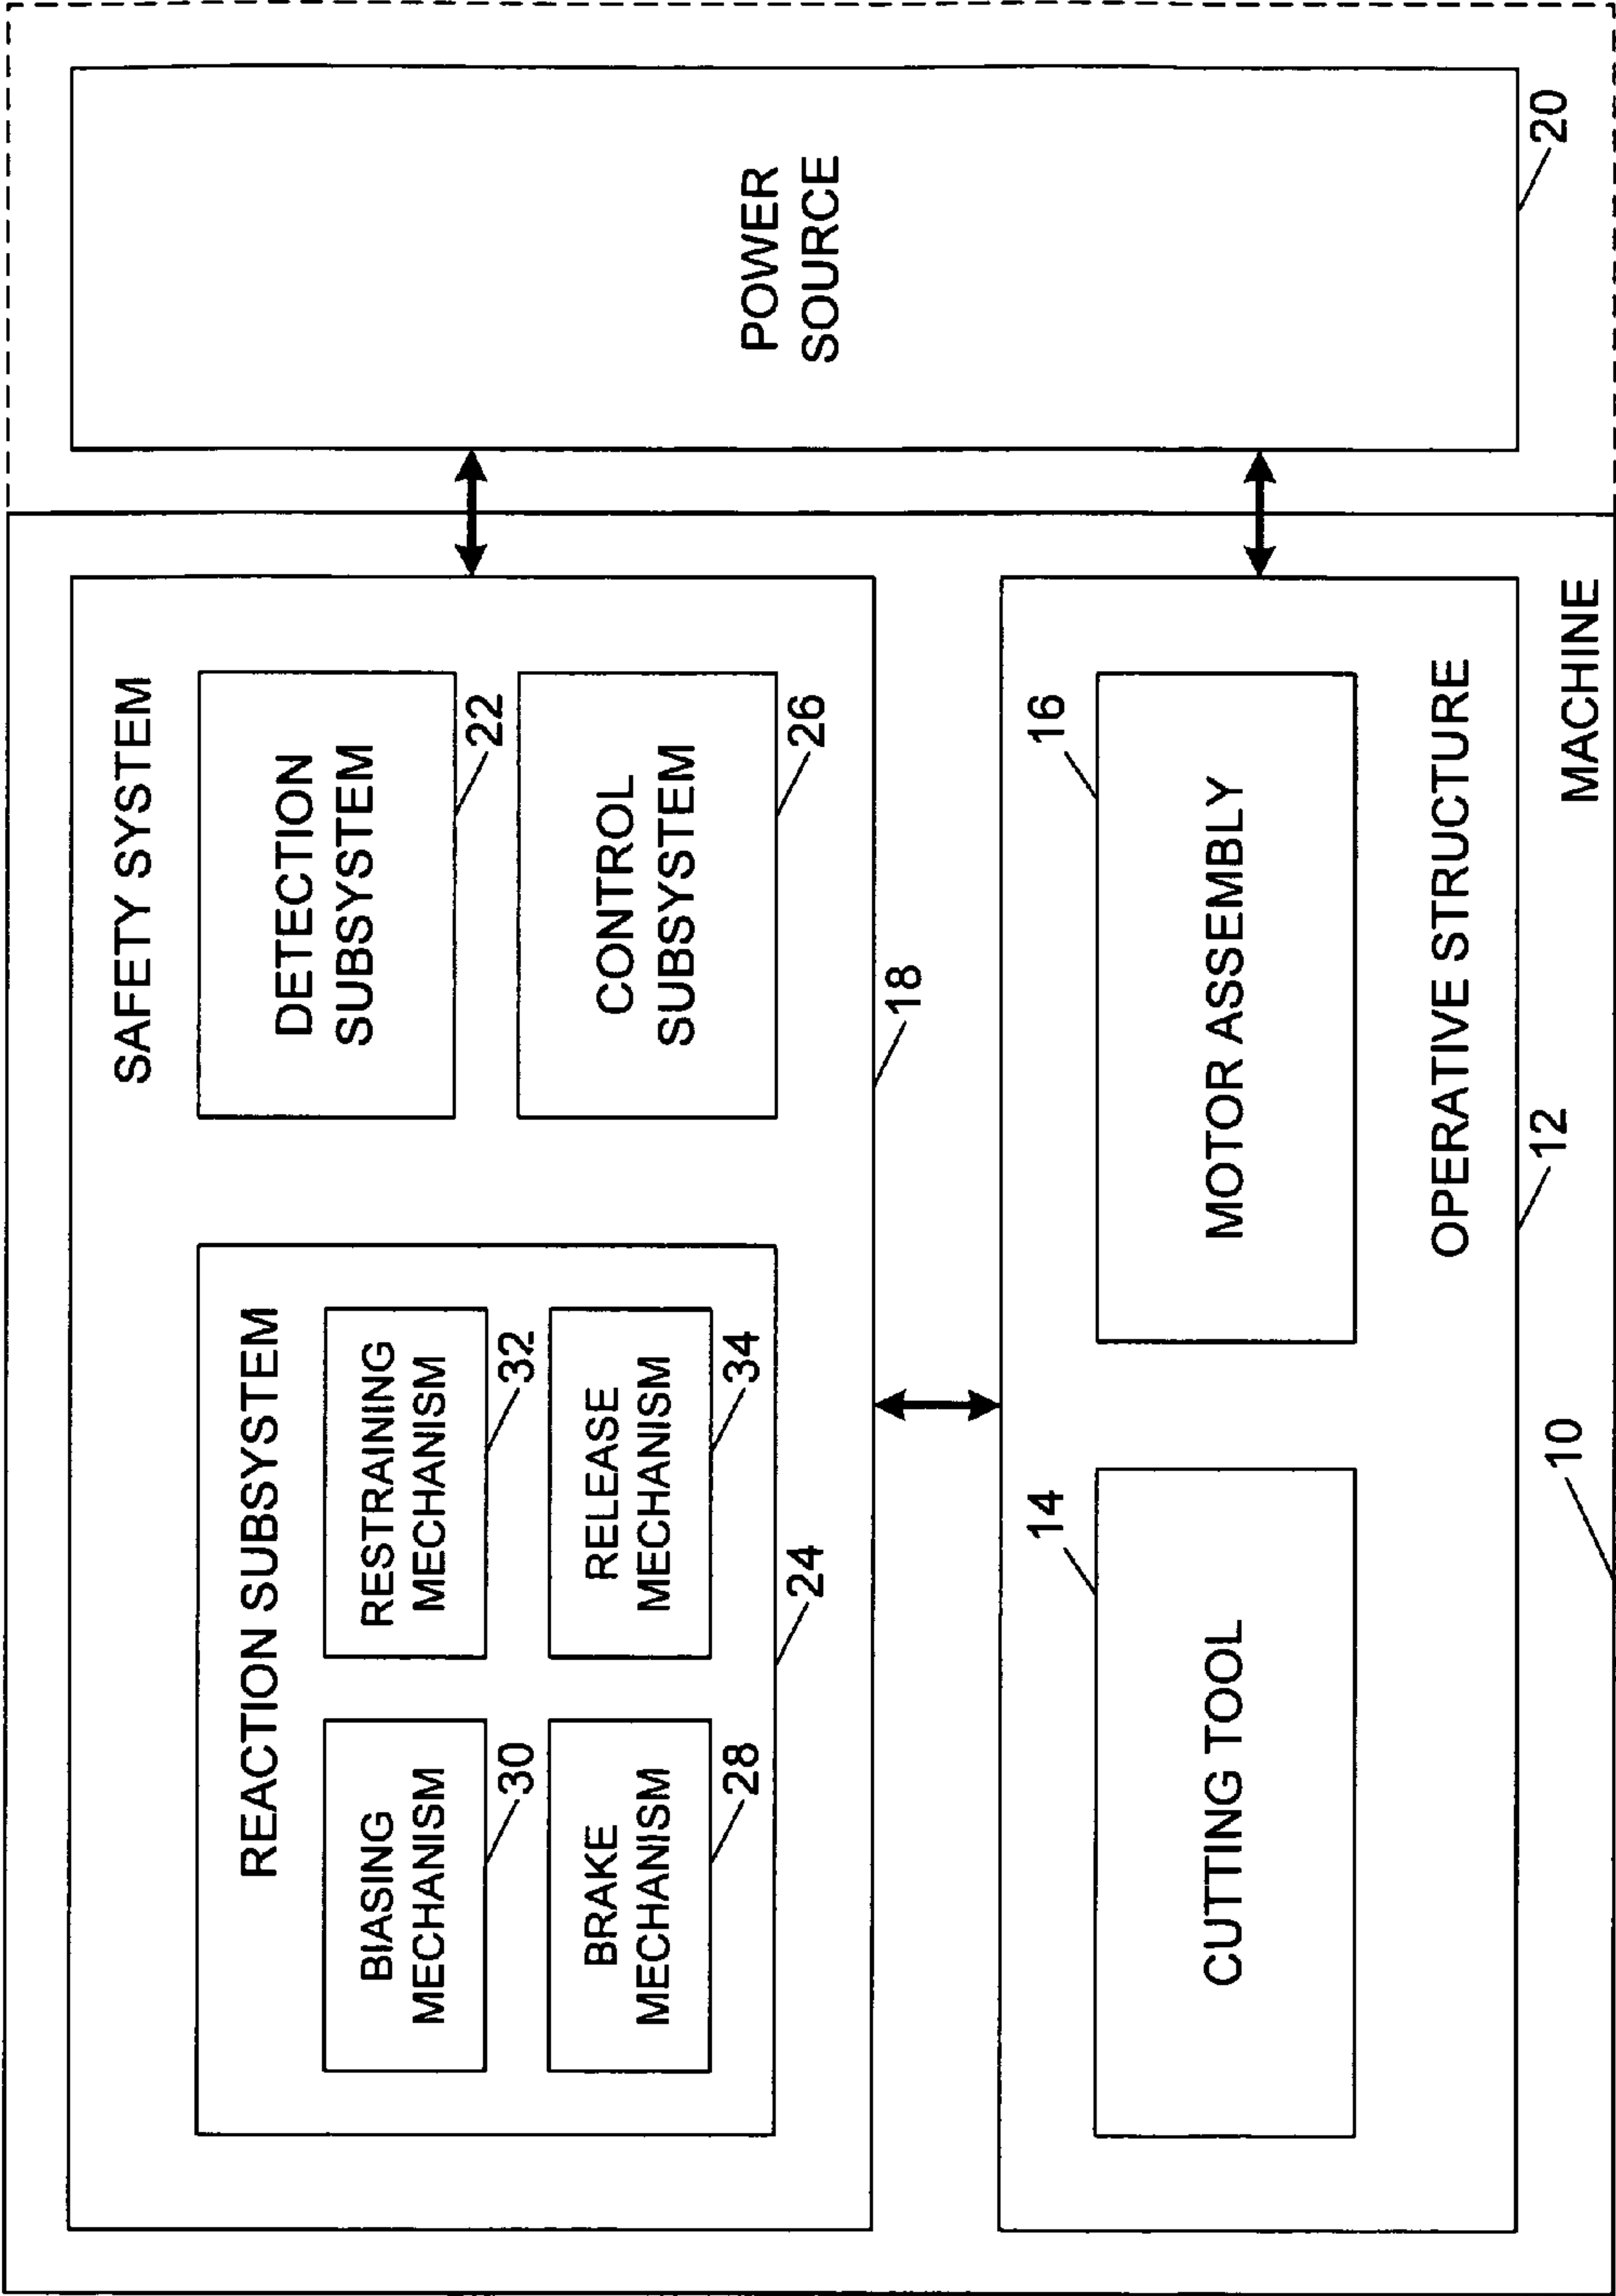 SAFETY SYSTEM
REACTION SUBSYSTEM
BIASING
MECHANISM
30
RESTRAINING
MECHANISM
32
BRAKE
MECHANISM
28
RELEASE
MECHANISM
34
24
DETECTION
SUBSYSTEM
22
CONTROL
SUBSYSTEM
26
18
14
CUTTING TOOL
16
MOTOR ASSEMBLY
OPERATIVE STRUCTURE
12
MACHINE
10
POWER
SOURCE
20